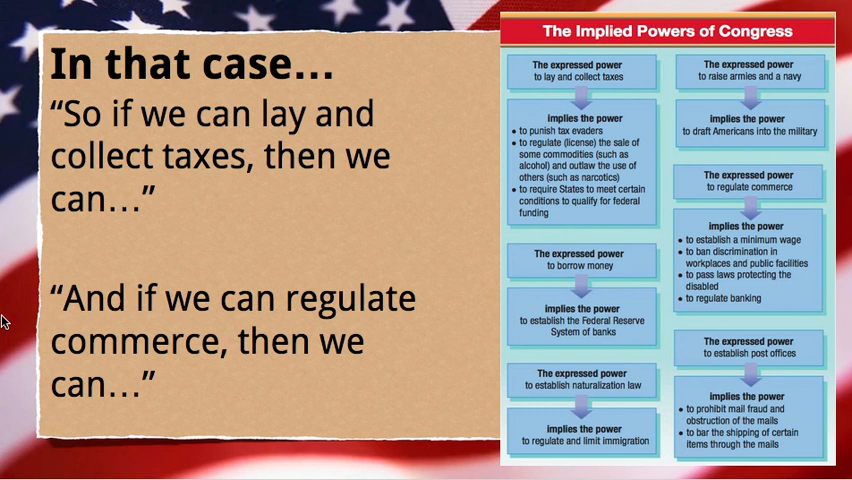 In that case…
“So if we can lay and
collect taxes, then we
can…”
“And if we can regulate
commerce, then we
can…”
The Implied Powers of Congress
The expressed power
to lay and collect taxes
implies the power
• to punish tax evaders
• to regulate (license) the sale of
some commodities (such as
alcohol) and outlaw the use of
others (such as narcotics)
• to require States to meet certain
conditions to qualify for federal
funding
The expressed power
to borrow money
implies the power
to establish the Federal Reserve
System of banks
The expressed power
to establish naturalization law
implies the power
to regulate and limit immigration
The expressed power
to raise armies and a navy
implies the power
to draft Americans into the military
The expressed power
to regulate commerce
implies the power
• to establish a minimum wage
• to ban discrimination in
workplaces and public facilities
• to pass laws protecting the
disabled
• to regulate banking
The expressed power
to establish post offices
implies the power
• to prohibit mail fraud and
obstruction of the mails
• to bar the shipping of certain
items through the mails